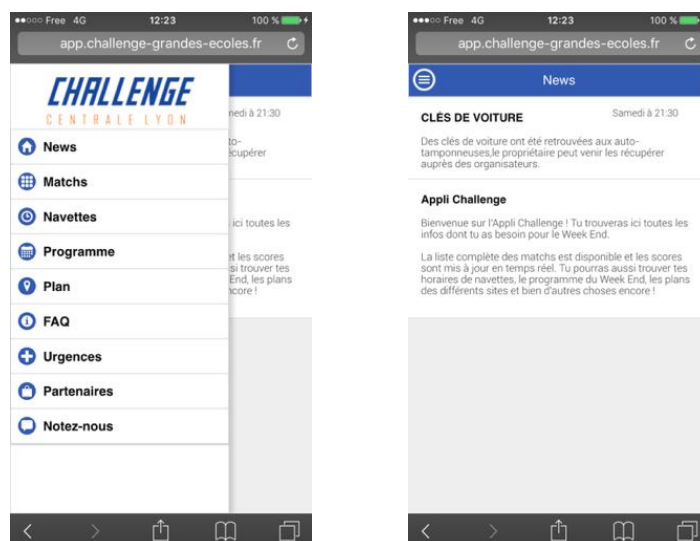 Free 4G 12:23 100 %
app.challenge-grandes-ecoles.fr
CHALLENGE
CENTRALE LYON
News
Matchs
Navettes
Programme
Plan
FAQ
Urgences
Partenaires
Notez-nous
medi à 21:30
to-
écupérer
ici toutes les
et les scores
si trouver tes
End, les plans
ncore !
Free 4G 12:23 100 %
app.challenge-grandes-ecoles.fr
News
CLÉS DE VOITURE Samedi à 21:30
Des clés de voiture ont été retrouvées aux auto-
tamponneuses,le propriétaire peut venir les récupérer
auprès des organisateurs.
Appli Challenge
Bienvenue sur l'Appli Challenge ! Tu trouveras ici toutes les
infos dont tu as besoin pour le Week End.
La liste complète des matchs est disponible et les scores
sont mis à jour en temps réel. Tu pourras aussi trouver tes
horaires de navettes, le programme du Week End, les plans
des différents sites et bien d'autres choses encore !